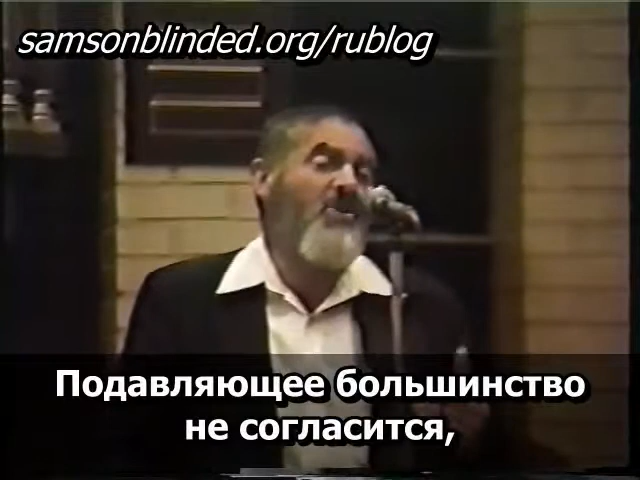 samsonblinded.org/rublog
Подавляющее большинство
не согласится,